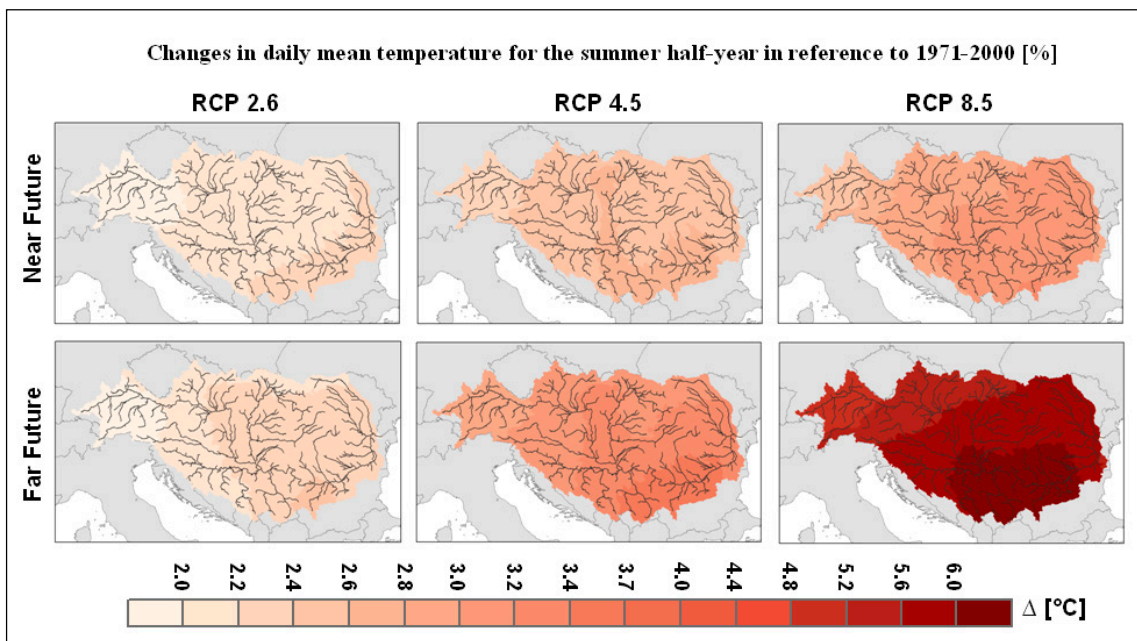 Changes in daily mean temperature for the summer half-year in reference to 1971-2000 [%]
RCP 2.6 RCP 4.5 RCP 8.5
Near Future
Far Future
2.0 2.2 2.4 2.6 2.8 3.0 3.2 3.4 3.7 4.0 4.4 4.8 5.2 5.6 6.0
Δ [°C]